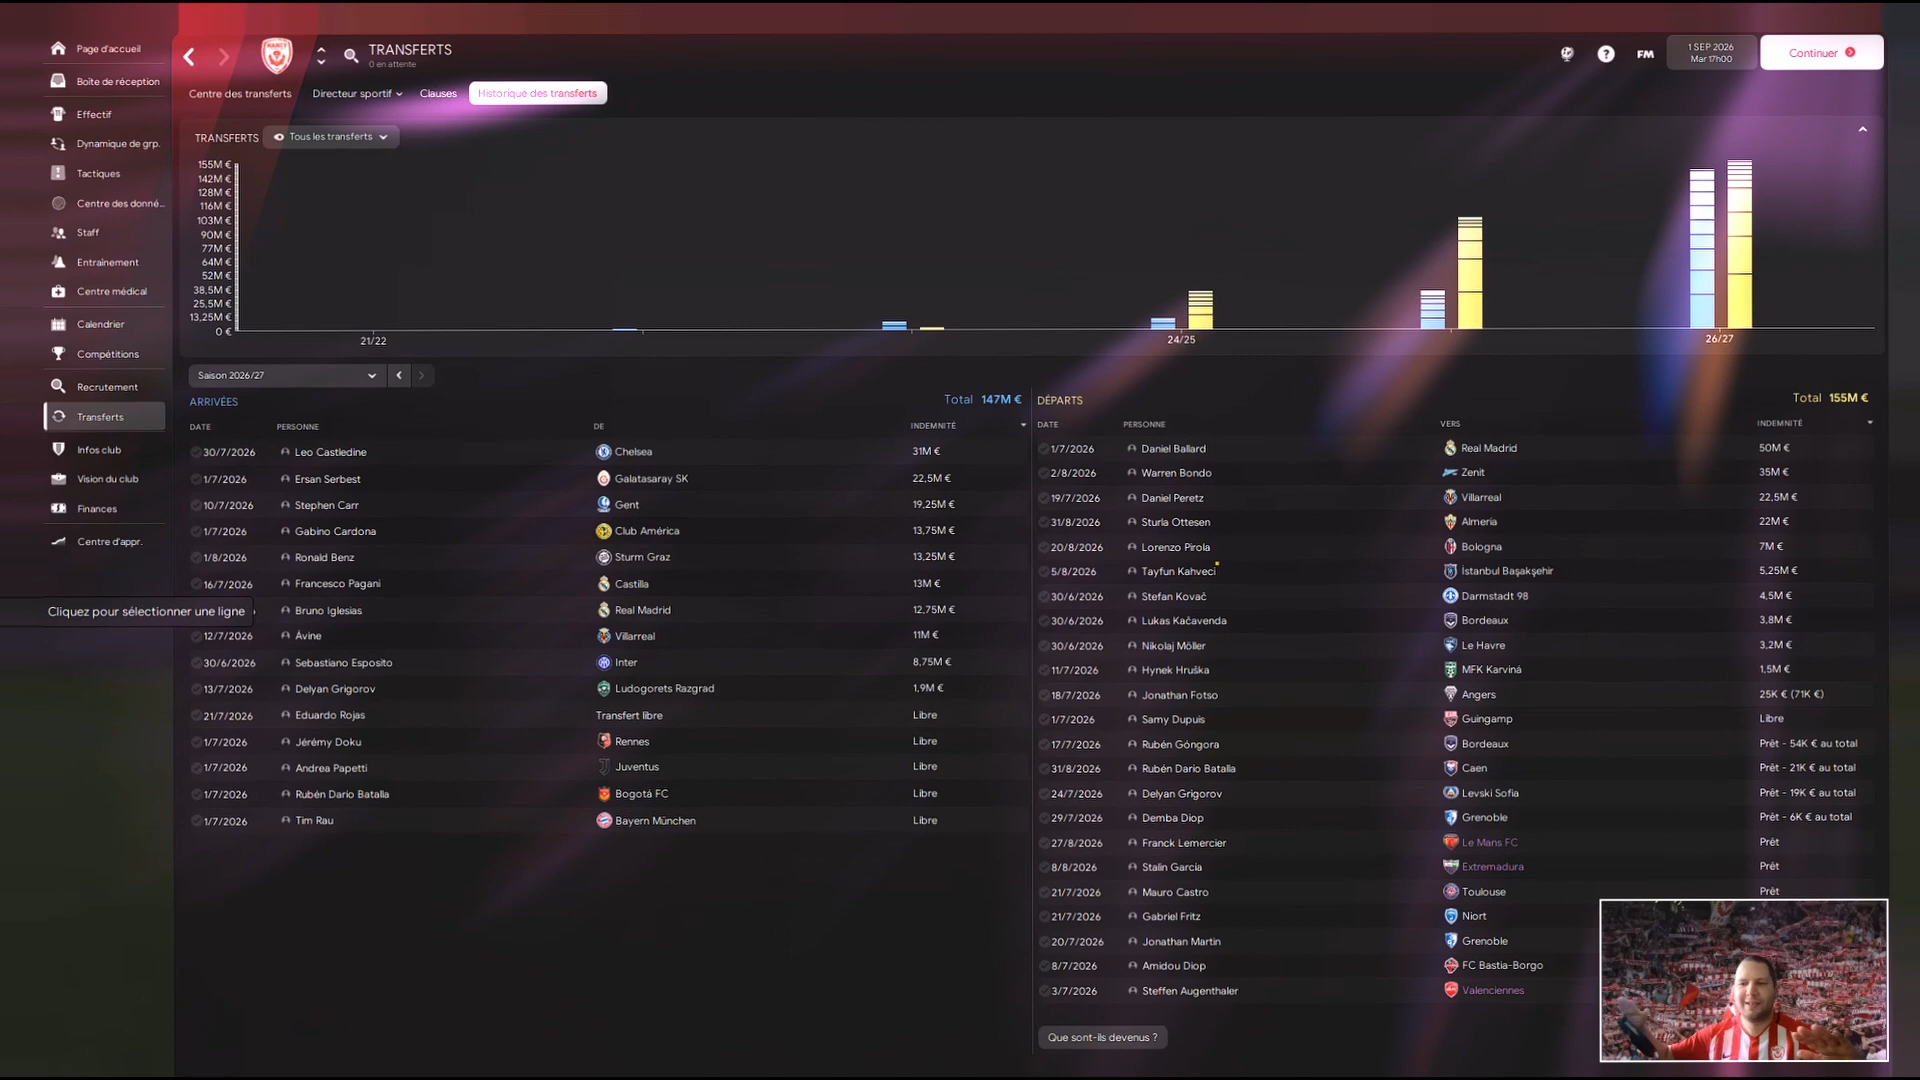 Page d'accueil
Boîte de réception
Effectif
Dynamique de grp.
Tactiques
Centre des donné...
Staff
Entraînement
Centre médical
Calendrier
Compétitions
Recrutement
Transferts
Infos club
Vision du club
Finances
Centre d'appr.
Cliquez pour sélectionner une ligne
NANCY
TRANSFERTS
0 en attente
FM
1 SEP 2026
Mar 17h00
Continuer
Centre des transferts Directeur sportif Clauses Historique des transferts
TRANSFERTS Tous les transferts
155M €
142M €
128M €
116M €
103M €
90M €
77M €
64M €
52M €
38,5M €
25,5M €
13,25M €
0 €
21/22 24/25 26/27
Saison 2026/27
ARRIVÉES Total 147M €
DATE PERSONNE DE INDEMNITÉ
30/7/2026 Leo Castledine Chelsea 31M €
1/7/2026 Ersan Serbest Galatasaray SK 22,5M €
10/7/2026 Stephen Carr Gent 19,25M €
1/7/2026 Gabino Cardona Club América 13,75M €
1/8/2026 Ronald Benz Sturm Graz 13,25M €
16/7/2026 Francesco Pagani Castilla 13M €
Bruno Iglesias Real Madrid 12,75M €
12/7/2026 Ávine Villarreal 11M €
30/6/2026 Sebastiano Esposito Inter 8,75M €
13/7/2026 Delyan Grigorov Ludogorets Razgrad 1,9M €
21/7/2026 Eduardo Rojas Transfert libre Libre
1/7/2026 Jérémy Doku Rennes Libre
1/7/2026 Andrea Papetti Juventus Libre
1/7/2026 Rubén Dario Batalla Bogotá FC Libre
1/7/2026 Tim Rau Bayern München Libre
DÉPARTS Total 155M €
DATE PERSONNE VERS INDEMNITÉ
1/7/2026 Daniel Ballard Real Madrid 50M €
2/8/2026 Warren Bondo Zenit 35M €
19/7/2026 Daniel Peretz Villarreal 22,5M €
31/8/2026 Sturla Ottesen Almería 22M €
20/8/2026 Lorenzo Pirola Bologna 7M €
5/8/2026 Tayfun Kahveci İstanbul Başakşehir 5,25M €
30/6/2026 Stefan Kovač Darmstadt 98 4,5M €
30/6/2026 Lukas Kačavenda Bordeaux 3,8M €
30/6/2026 Nikolaj Möller Le Havre 3,2M €
11/7/2026 Hynek Hruška MFK Karviná 1,5M €
18/7/2026 Jonathan Fotso Angers 25K € (71K €)
1/7/2026 Samy Dupuis Guingamp Libre
17/7/2026 Rubén Góngora Bordeaux Prêt - 54K € au total
31/8/2026 Rubén Dario Batalla Caen Prêt - 21K € au total
24/7/2026 Delyan Grigorov Levski Sofia Prêt - 19K € au total
29/7/2026 Demba Diop Grenoble Prêt - 6K € au total
27/8/2026 Franck Lemercier Le Mans FC Prêt
8/8/2026 Stalin García Extremadura Prêt
21/7/2026 Mauro Castro Toulouse Prêt
21/7/2026 Gabriel Fritz Niort
20/7/2026 Jonathan Martin Grenoble
8/7/2026 Amidou Diop FC Bastia-Borgo
3/7/2026 Steffen Augenthaler Valenciennes
Que sont-ils devenus ?